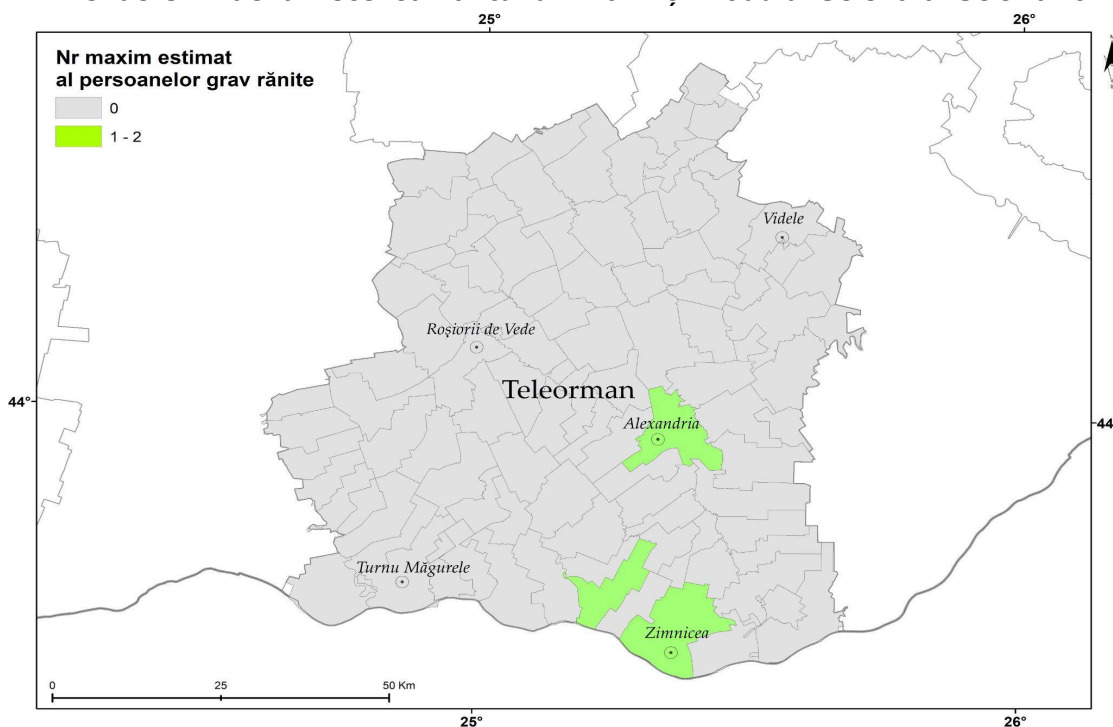 25°
26°
Nr maxim estimat
al persoanelor grav rănite
0
1 - 2
Videle
Roșiorii de Vede
Teleorman
44°
Alexandria
44
Turnu Măgurele
Zimnicea
0 25 50 Km
25°
26°